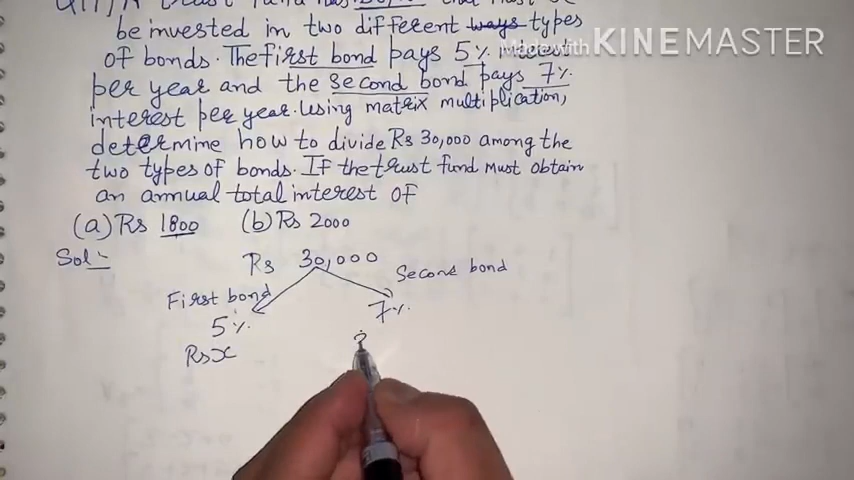 be invested in two different ways types
of bonds. The first bond pays 5%
Made with KINEMASTER
per year and the second bond pays 7%
interest per year. Using matrix multiplication,
determine how to divide Rs 30,000 among the
two types of bonds. If the trust fund must obtain
an annual total interest of
(a) Rs 1800 (b) Rs 2000
Sol:-
Rs 30,000
First bond
Second bond
5%
7%
Rs x